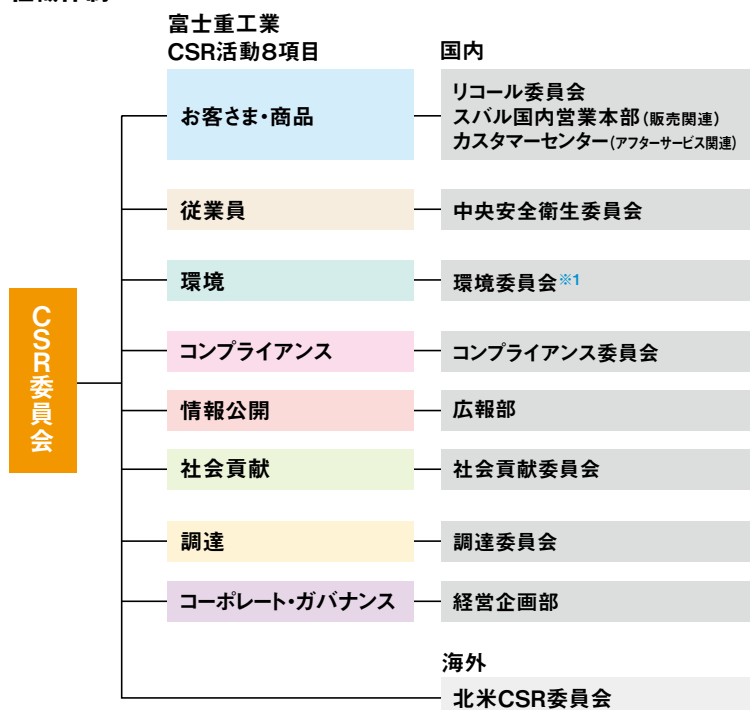 富士重工業
CSR活動8項目
国内
お客さま・商品
リコール委員会
スバル国内営業本部(販売関連)
カスタマーセンター(アフターサービス関連)
従業員
中央安全衛生委員会
環境
環境委員会※1
CSR委員会
コンプライアンス
コンプライアンス委員会
情報公開
広報部
社会貢献
社会貢献委員会
調達
調達委員会
コーポレート・ガバナンス
経営企画部
海外
北米CSR委員会